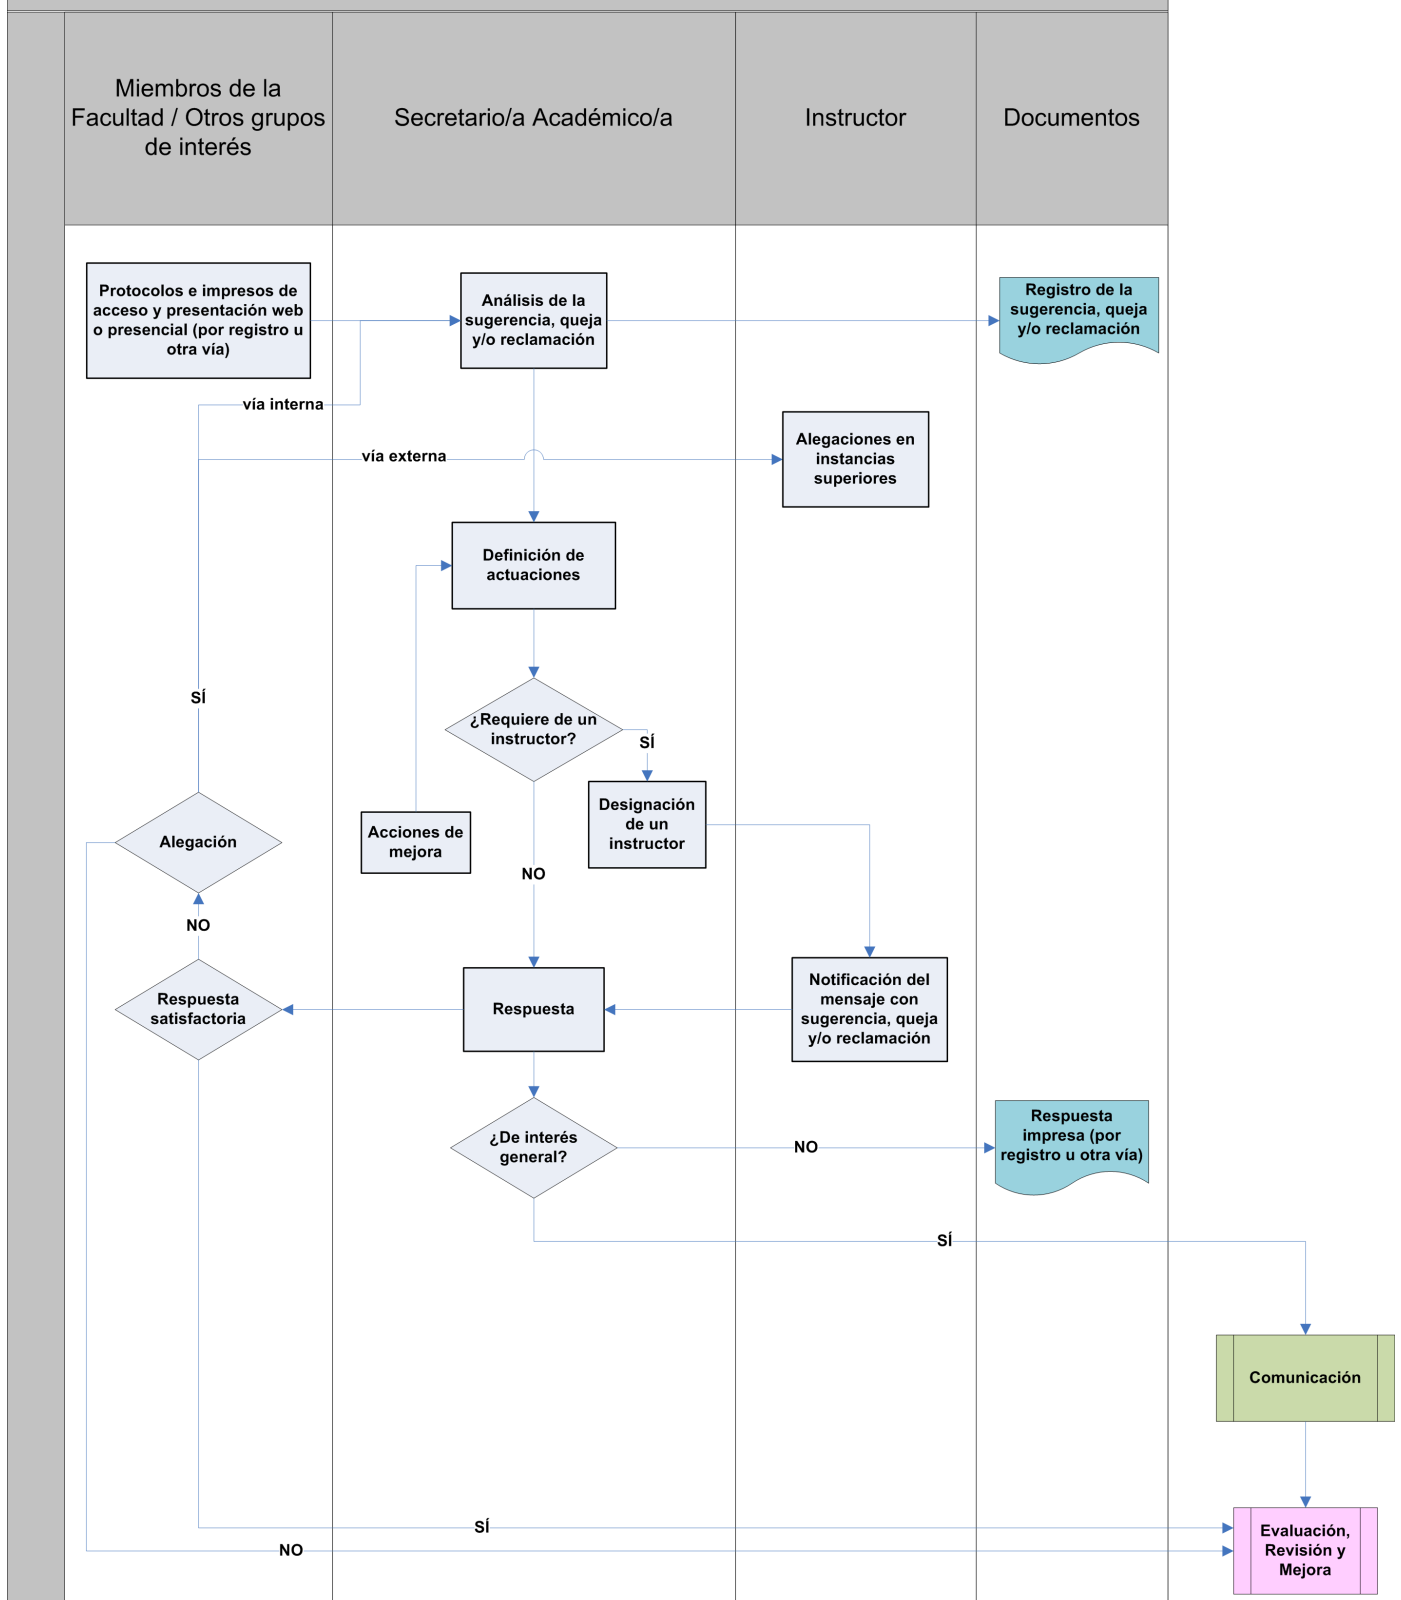 Miembros de la
Facultad / Otros grupos
de interés
Secretario/a Académico/a
Instructor
Documentos
Protocolos e impresos de
acceso y presentación web
o presencial (por registro u
otra vía)
Análisis de la
sugerencia, queja
y/o reclamación
Registro de la
sugerencia, queja
y/o reclamación
vía interna
vía externa
Alegaciones en
instancias
superiores
Definición de
actuaciones
SÍ
¿Requiere de un
instructor?
SÍ
Designación
de un
instructor
Acciones de
mejora
Alegación
NO
NO
Respuesta
satisfactoria
Respuesta
Notificación del
mensaje con
sugerencia, queja
y/o reclamación
¿De interés
general?
NO
Respuesta
impresa (por
registro u otra vía)
SÍ
Comunicación
SÍ
NO
Evaluación,
Revisión y
Mejora